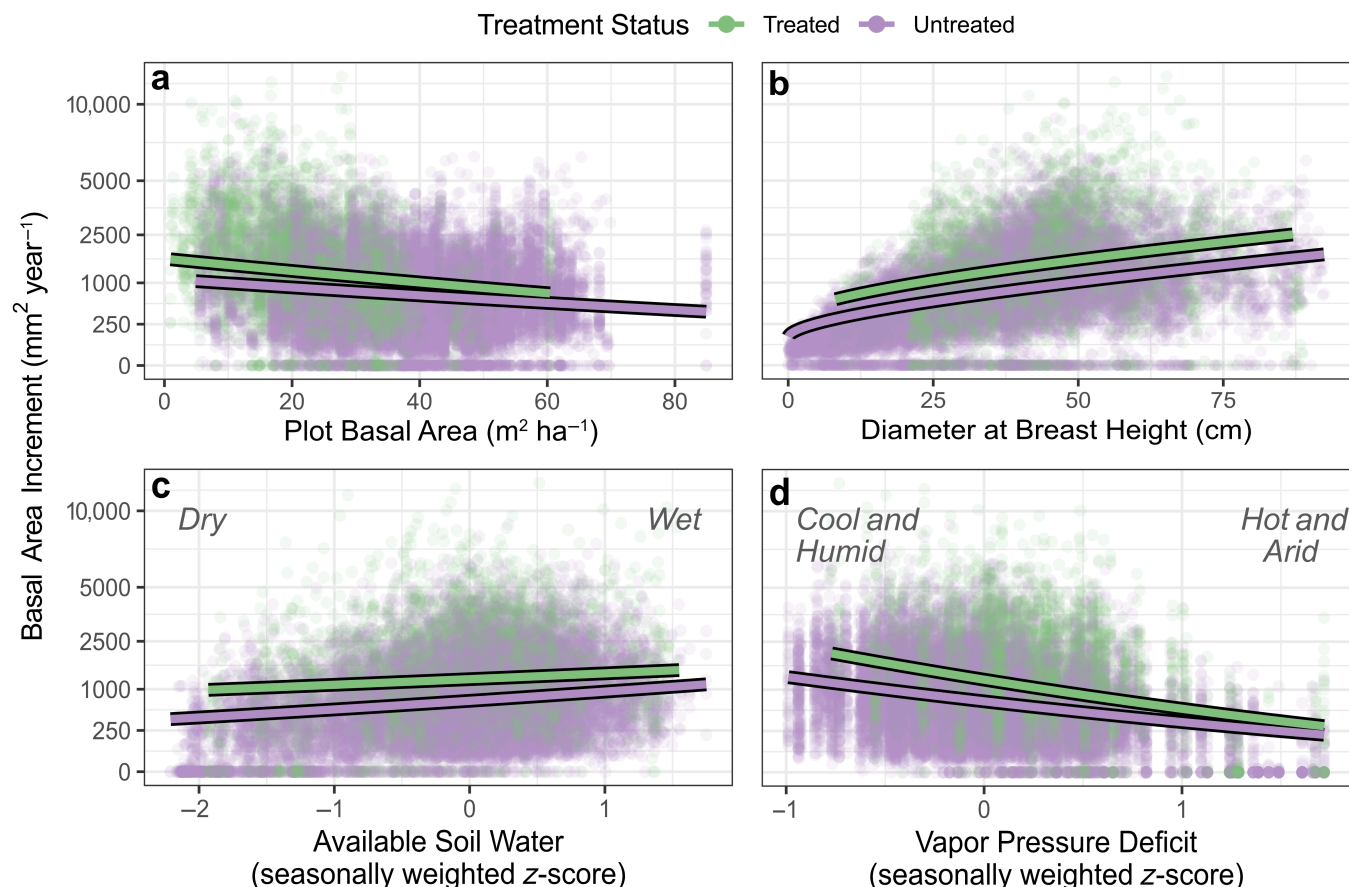 Treatment Status Treated Untreated
a
b
10,000
5000
2500
1000
250
0
0 20 40 60 80
0 25 50 75
Plot Basal Area (m² ha⁻¹)
Diameter at Breast Height (cm)
Basal Area Increment (mm² year⁻¹)
c
d
Dry Wet
Cool and
Humid
Hot and
Arid
10,000
5000
2500
1000
250
0
−2 −1 0 1
−1 0 1
Available Soil Water
(seasonally weighted z-score)
Vapor Pressure Deficit
(seasonally weighted z-score)